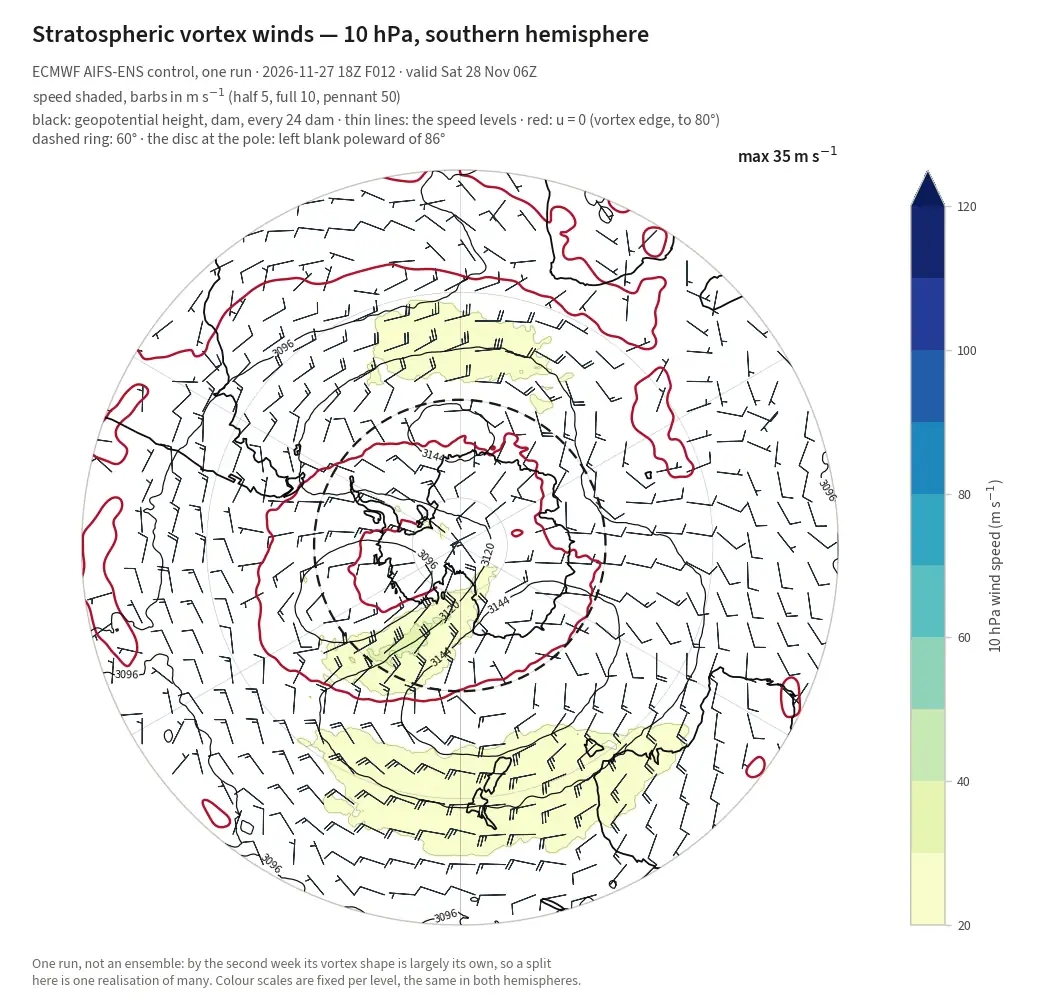 Stratospheric vortex winds — 10 hPa, southern hemisphere
ECMWF AIFS-ENS control, one run · 2026-11-27 18Z F012 · valid Sat 28 Nov 06Z
speed shaded, barbs in m s⁻¹ (half 5, full 10, pennant 50)
black: geopotential height, dam, every 24 dam · thin lines: the speed levels · red: u = 0 (vortex edge, to 80°)
dashed ring: 60° · the disc at the pole: left blank poleward of 86°
max 35 m s⁻¹
120
100
80
60
40
20
10 hPa wind speed (m s⁻¹)
3096
3144
3096
3120
3096
3120
3144
3144
3096
3096
3096
One run, not an ensemble: by the second week its vortex shape is largely its own, so a split
here is one realisation of many. Colour scales are fixed per level, the same in both hemispheres.